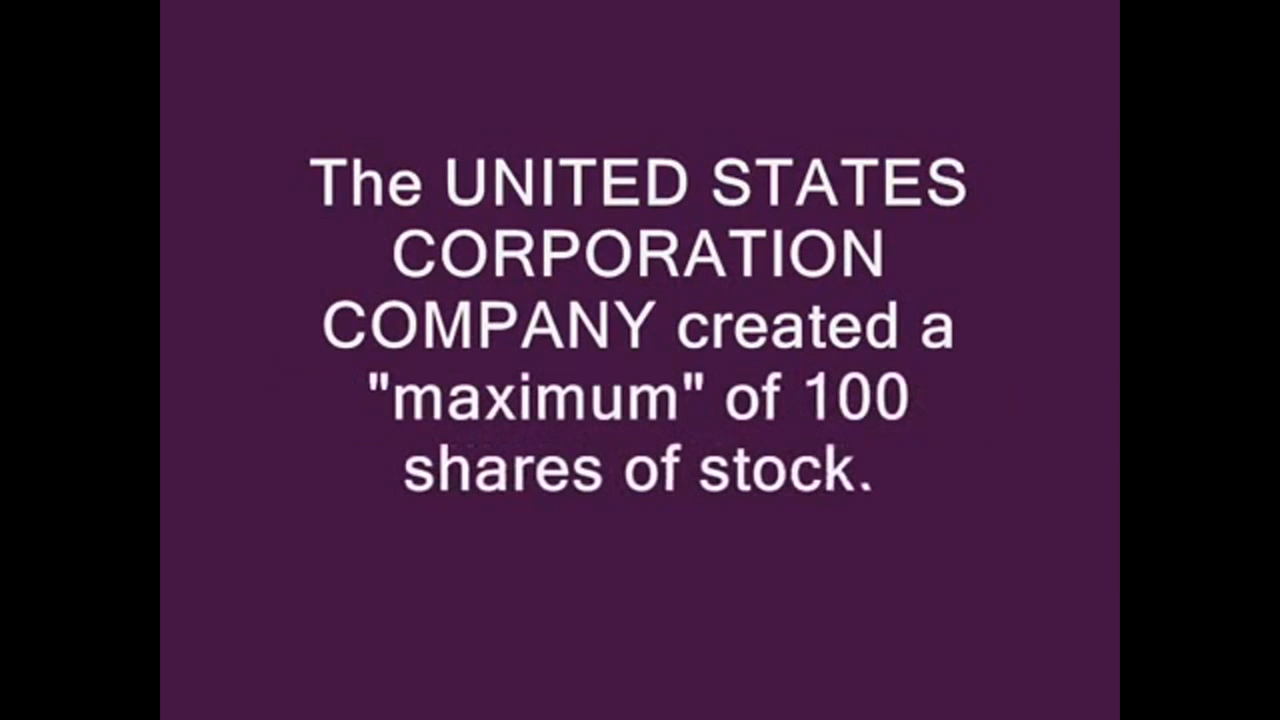 The UNITED STATES
CORPORATION
COMPANY created a
"maximum" of 100
shares of stock.